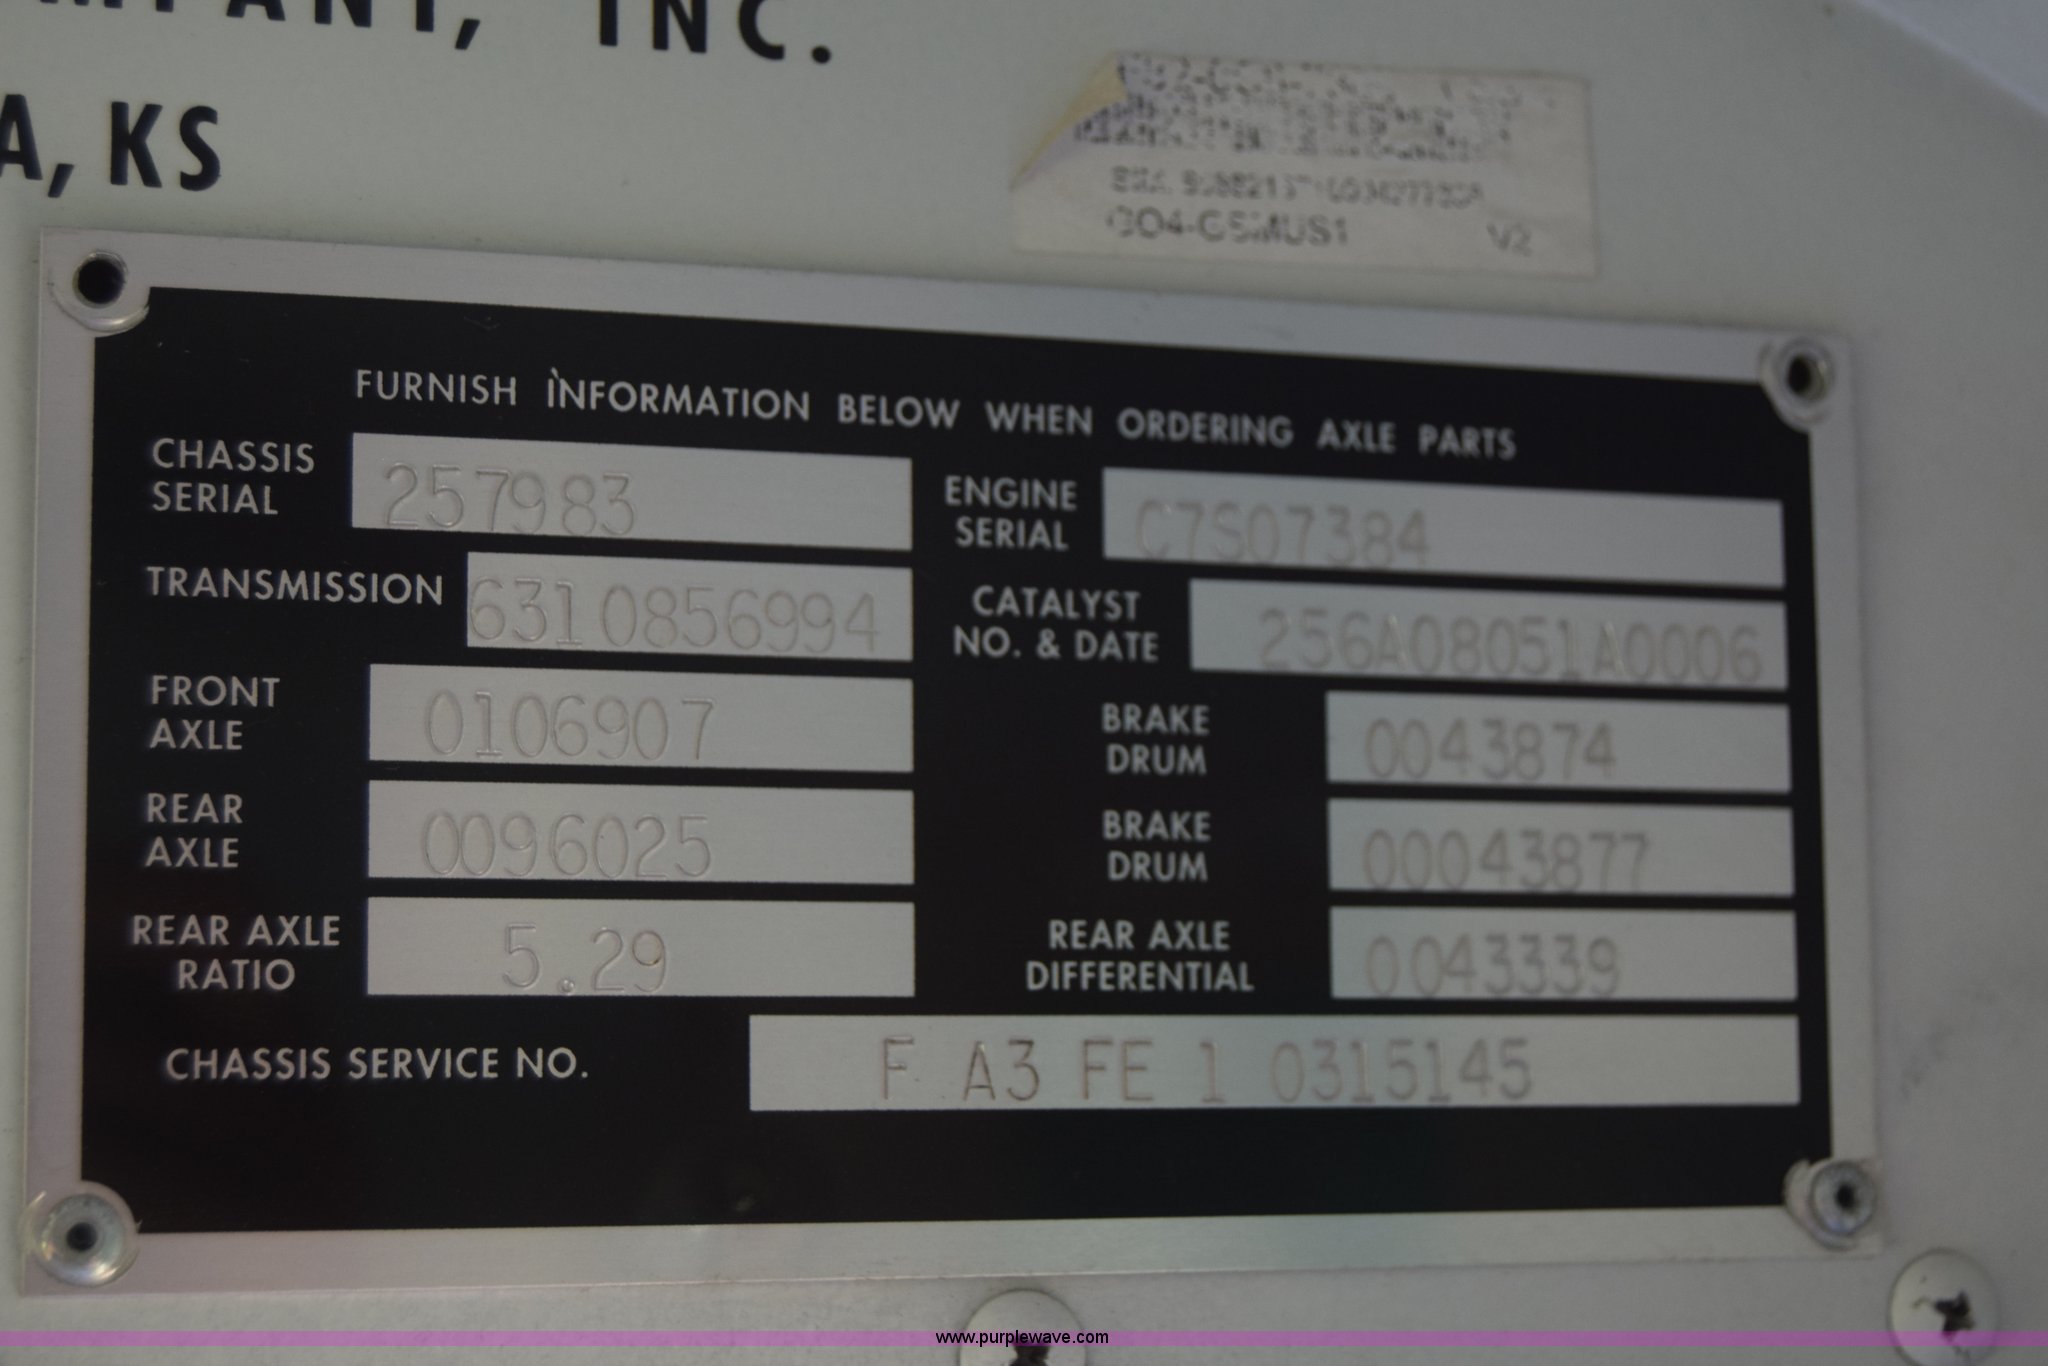 INC.
KS
V2
FURNISH INFORMATION BELOW WHEN ORDERING AXLE PARTS
CHASSIS SERIAL 257983
ENGINE SERIAL C7S07384
TRANSMISSION 6310856994
CATALYST NO. & DATE 256A08051A0006
FRONT AXLE 0106907
BRAKE DRUM 0043874
REAR AXLE 0096025
BRAKE DRUM 00043877
REAR AXLE RATIO 5.29
REAR AXLE DIFFERENTIAL 0043339
CHASSIS SERVICE NO. F A3 FE 1 0315145
www.purplewave.com